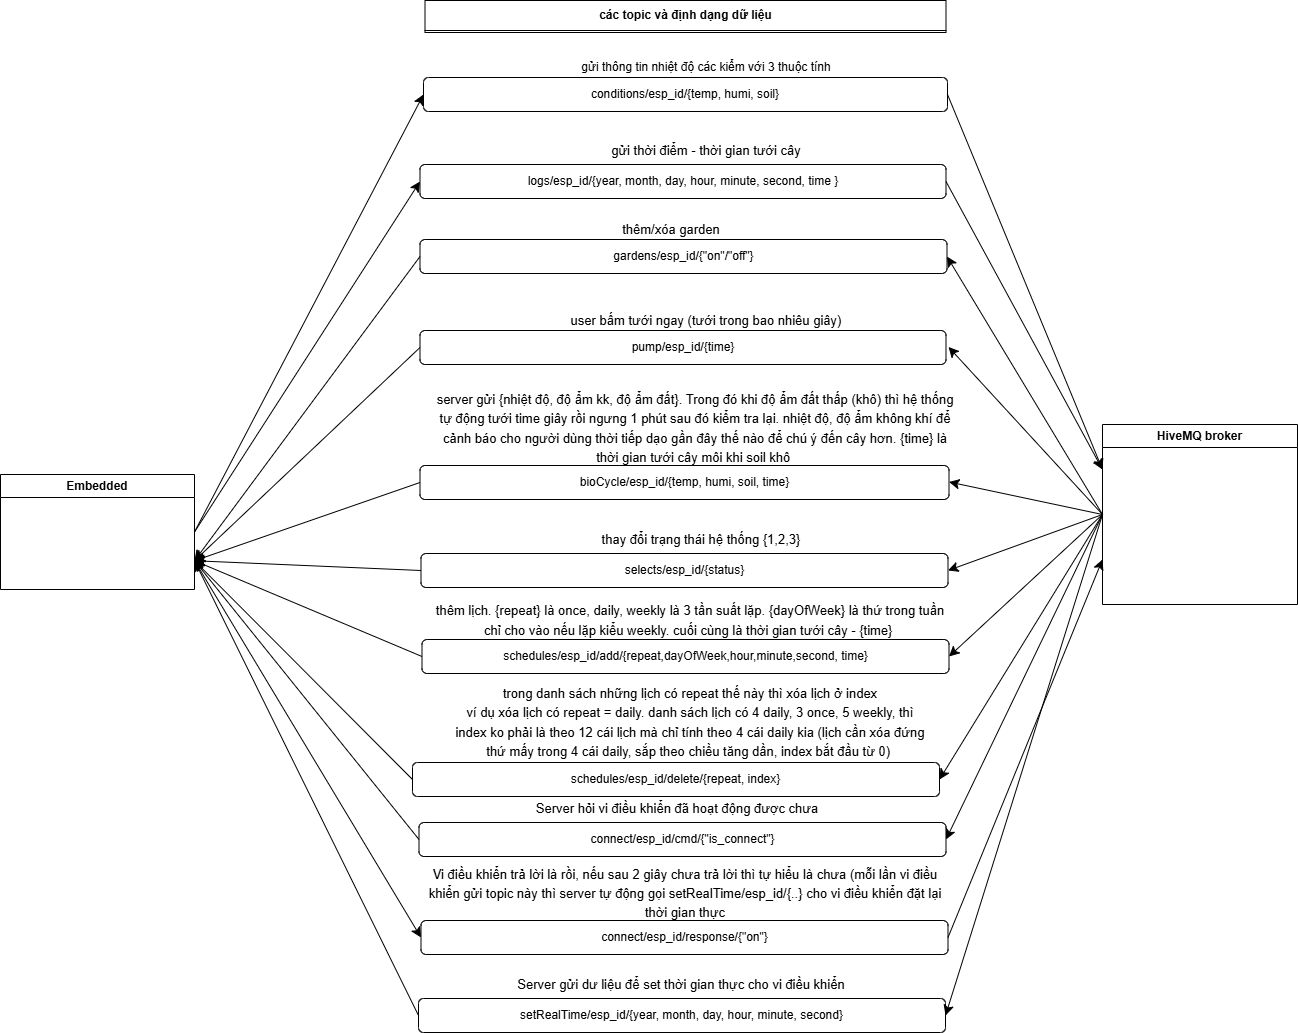 các topic và định dạng dữ liệu
gửi thông tin nhiệt độ các kiểm với 3 thuộc tính
conditions/esp_id/{temp, humi, soil}
gửi thời điểm - thời gian tưới cây
logs/esp_id/{year, month, day, hour, minute, second, time }
thêm/xóa garden
gardens/esp_id/{"on"/"off"}
user bấm tưới ngay (tưới trong bao nhiêu giây)
pump/esp_id/{time}
server gửi {nhiệt độ, độ ẩm kk, độ ẩm đất}. Trong đó khi độ ẩm đất thấp (khô) thì hệ thống
tự động tưới time giây rồi ngưng 1 phút sau đó kiểm tra lại. nhiệt độ, độ ẩm không khí để
cảnh báo cho người dùng thời tiếp dạo gần đây thế nào để chú ý đến cây hơn. {time} là
thời gian tưới cây mỗi khi soil khô
bioCycle/esp_id/{temp, humi, soil, time}
HiveMQ broker
Embedded
thay đổi trạng thái hệ thống {1,2,3}
selects/esp_id/{status}
thêm lịch. {repeat} là once, daily, weekly là 3 tần suất lặp. {dayOfWeek} là thứ trong tuần
chỉ cho vào nếu lặp kiểu weekly. cuối cùng là thời gian tưới cây - {time}
schedules/esp_id/add/{repeat,dayOfWeek,hour,minute,second, time}
trong danh sách những lịch có repeat thế này thì xóa lịch ở index
ví dụ xóa lịch có repeat = daily. danh sách lịch có 4 daily, 3 once, 5 weekly, thì
index ko phải là theo 12 cái lịch mà chỉ tính theo 4 cái daily kia (lịch cần xóa đứng
thứ mấy trong 4 cái daily, sắp theo chiều tăng dần, index bắt đầu từ 0)
schedules/esp_id/delete/{repeat, index}
Server hỏi vi điều khiển đã hoạt động được chưa
connect/esp_id/cmd/{"is_connect"}
Vi điều khiển trả lời là rồi, nếu sau 2 giây chưa trả lời thì tự hiểu là chưa (mỗi lần vi điều
khiển gửi topic này thì server tự động gọi setRealTime/esp_id/{..} cho vi điều khiển đặt lại
thời gian thực
connect/esp_id/response/{"on"}
Server gửi dư liệu để set thời gian thực cho vi điều khiển
setRealTime/esp_id/{year, month, day, hour, minute, second}